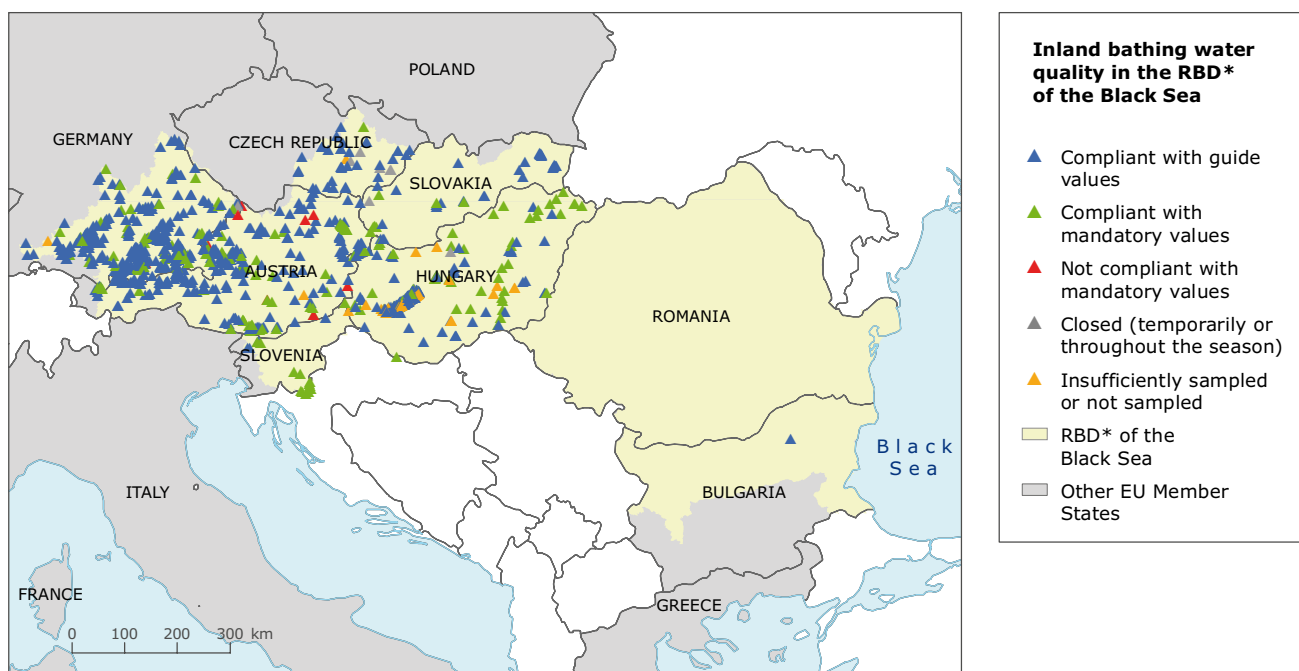 POLAND
GERMANY
CZECH REPUBLIC
SLOVAKIA
AUSTRIA
HUNGARY
ROMANIA
SLOVENIA
Black
Sea
ITALY
BULGARIA
FRANCE
GREECE
0 100 200 300 km
Inland bathing water
quality in the RBD*
of the Black Sea
Compliant with guide
values
Compliant with
mandatory values
Not compliant with
mandatory values
Closed (temporarily or
throughout the season)
Insufficiently sampled
or not sampled
RBD* of the
Black Sea
Other EU Member
States